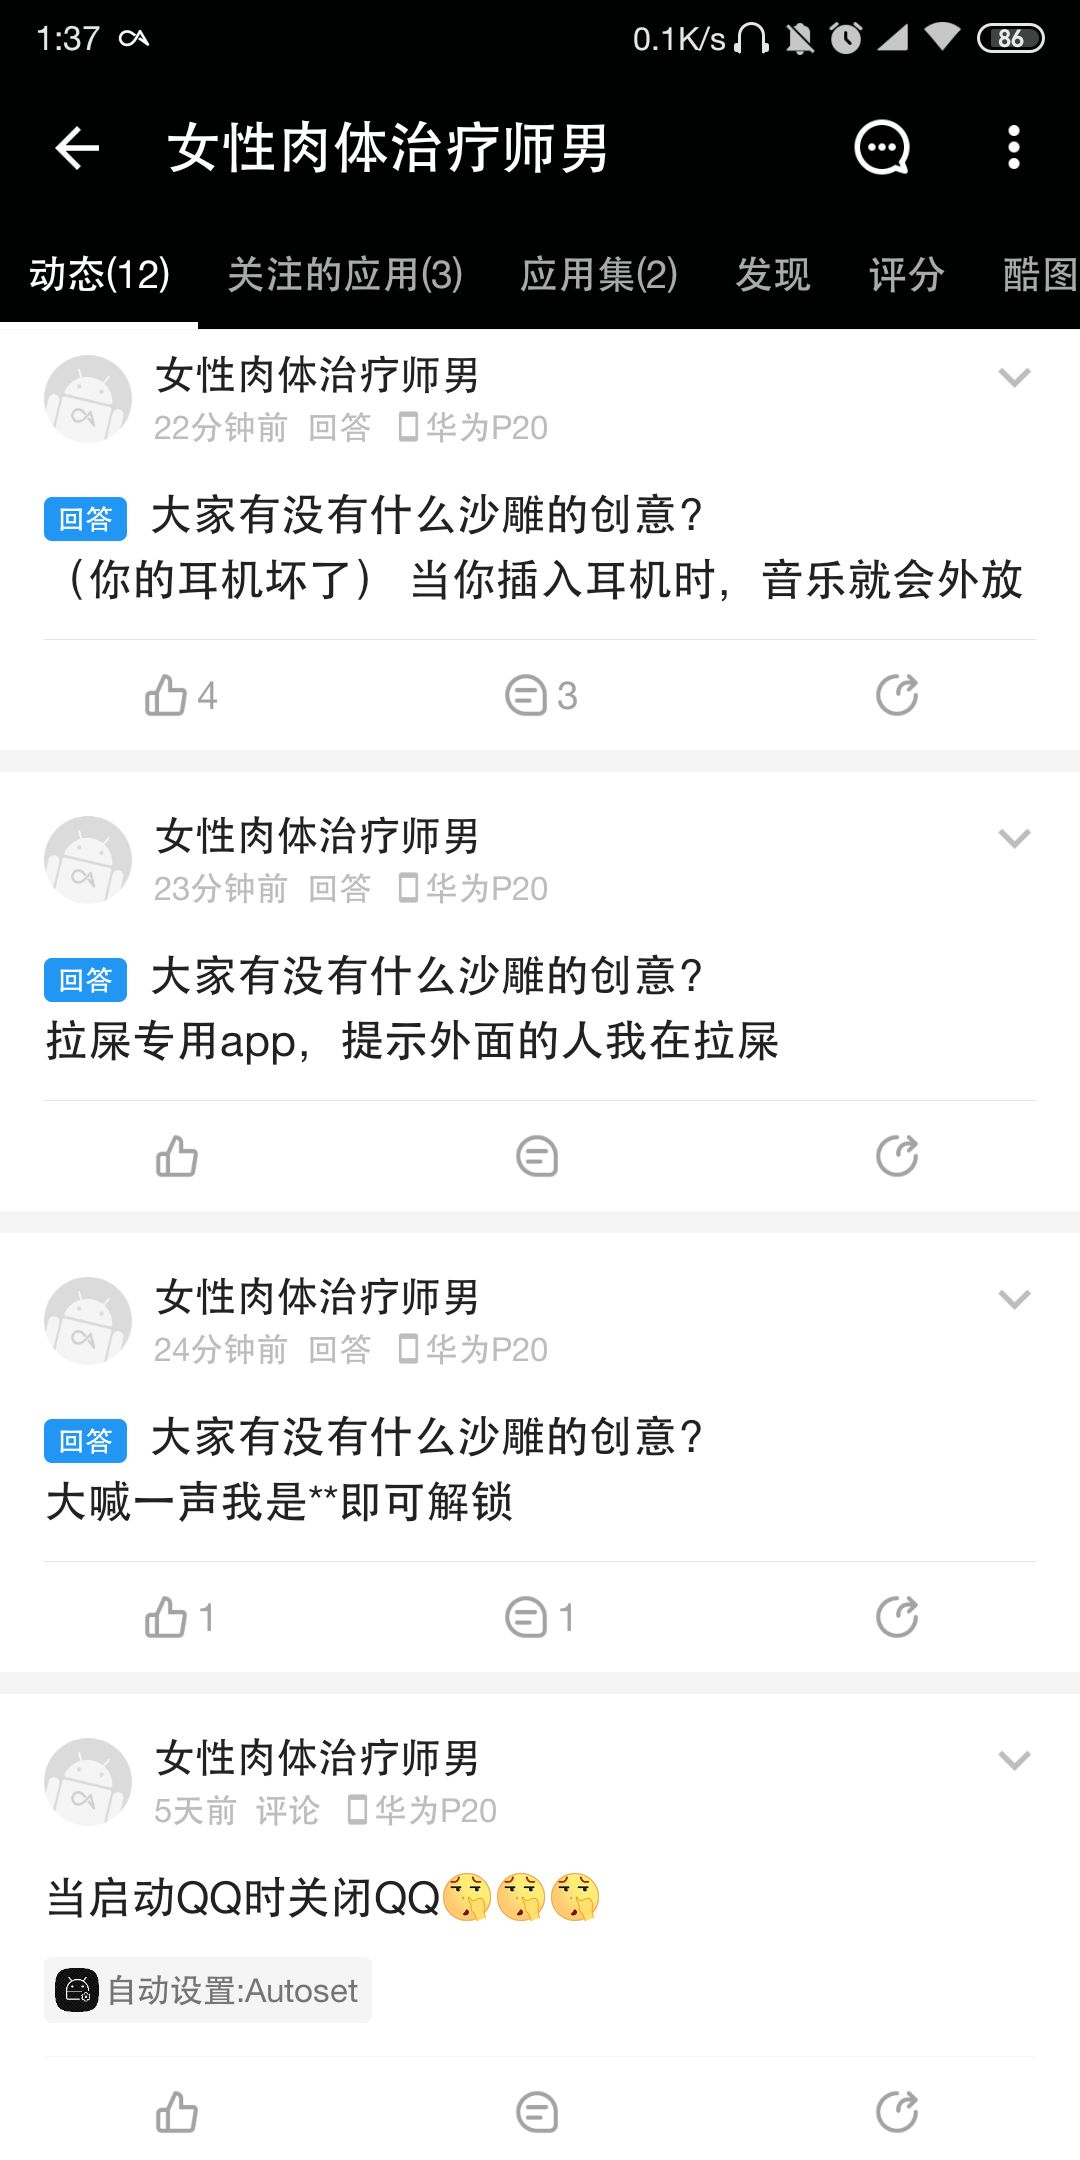 1:37
0.1K/s
86
女性肉体治疗师男
动态(12) 关注的应用(3) 应用集(2) 发现 评分 酷图
女性肉体治疗师男
22分钟前 回答 华为P20
回答 大家有没有什么沙雕的创意？
（你的耳机坏了） 当你插入耳机时，音乐就会外放
4 3
女性肉体治疗师男
23分钟前 回答 华为P20
回答 大家有没有什么沙雕的创意？
拉屎专用app，提示外面的人我在拉屎
女性肉体治疗师男
24分钟前 回答 华为P20
回答 大家有没有什么沙雕的创意？
大喊一声我是**即可解锁
1 1
女性肉体治疗师男
5天前 评论 华为P20
当启动QQ时关闭QQ
自动设置:Autoset